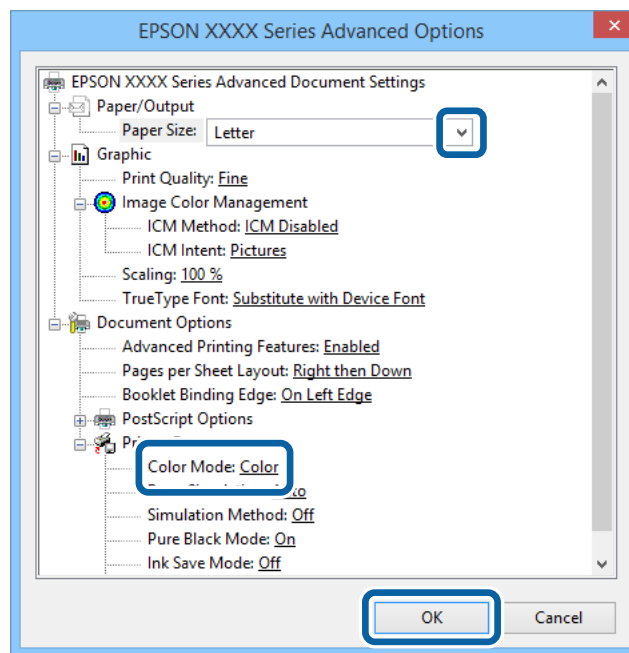 EPSON XXXX Series Advanced Options
EPSON XXXX Series Advanced Document Settings
Paper/Output
Paper Size: Letter
Graphic
Print Quality: Fine
Image Color Management
ICM Method: ICM Disabled
ICM Intent: Pictures
Scaling: 100 %
TrueType Font: Substitute with Device Font
Document Options
Advanced Printing Features: Enabled
Pages per Sheet Layout: Right then Down
Booklet Binding Edge: On Left Edge
PostScript Options
Color Mode: Color
Simulation Method: Off
Pure Black Mode: On
Ink Save Mode: Off
OK Cancel